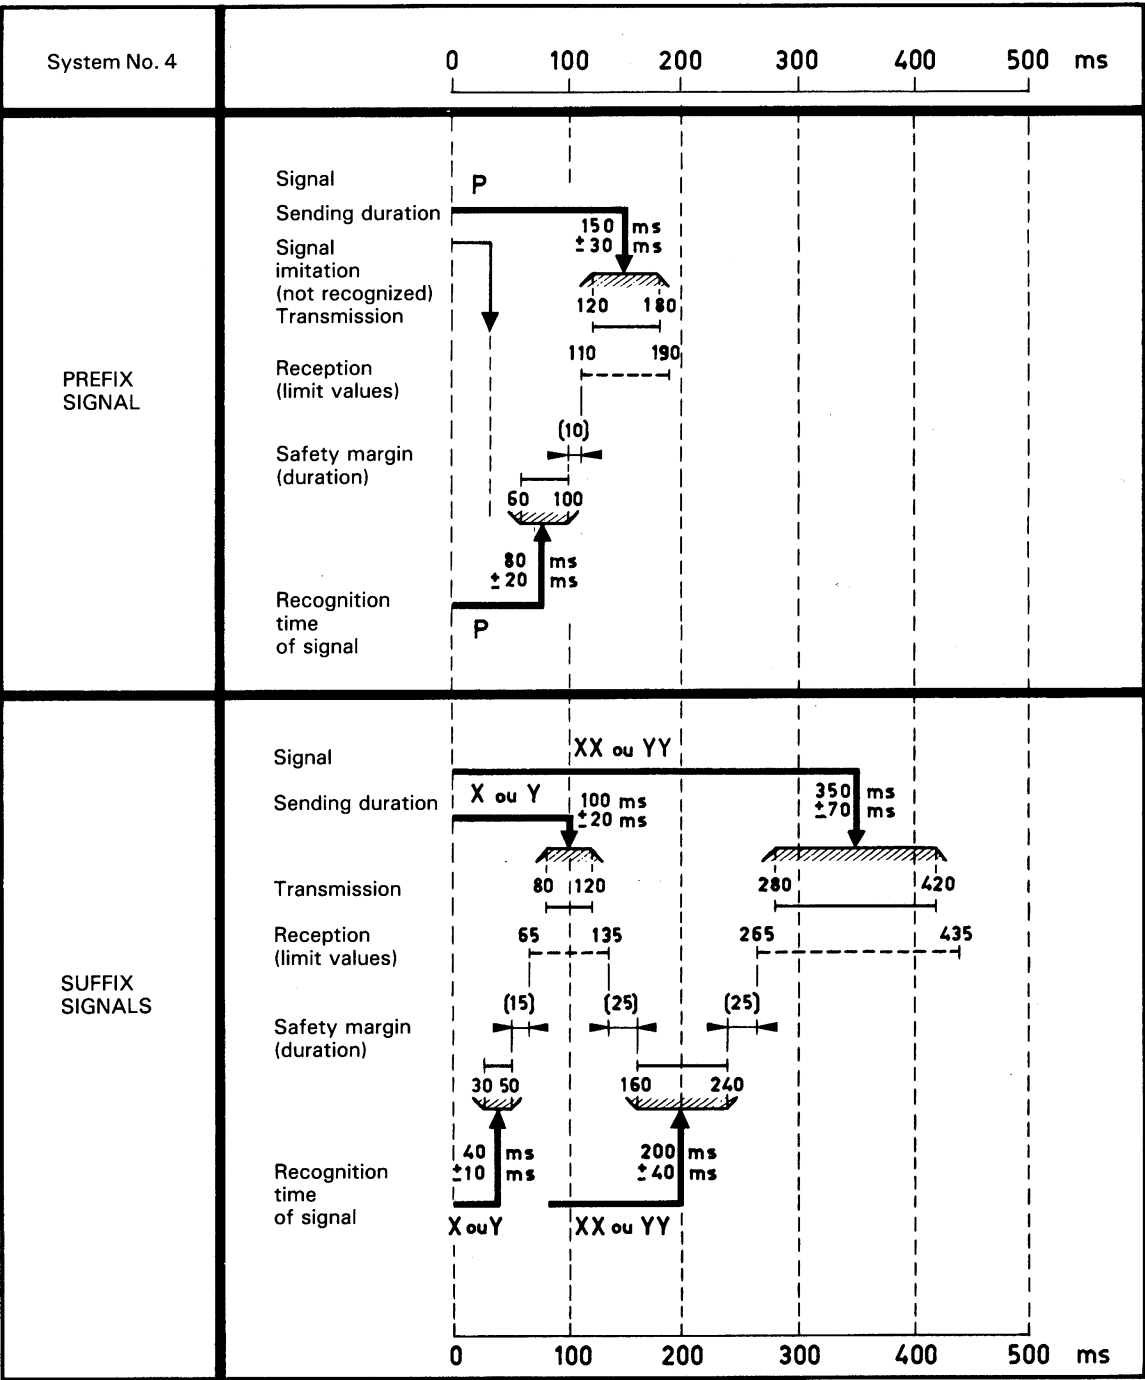 System No. 4
0 100 200 300 400 500 ms
PREFIX
SIGNAL
Signal
P
Sending duration
150 ms
± 30 ms
Signal
imitation
(not recognized)
Transmission
120 180
110 190
Reception
(limit values)
(10)
Safety margin
(duration)
60 100
80 ms
± 20 ms
Recognition
time
of signal
P
SUFFIX
SIGNALS
Signal
XX ou YY
Sending duration
X ou Y
100 ms
± 20 ms
350 ms
± 70 ms
Transmission
80 120 280 420
Reception
(limit values)
65 135 265 435
(15) (25) (25)
Safety margin
(duration)
30 50 160 240
40 ms
±10 ms
200 ms
± 40 ms
Recognition
time
of signal
X ou Y XX ou YY
0 100 200 300 400 500 ms